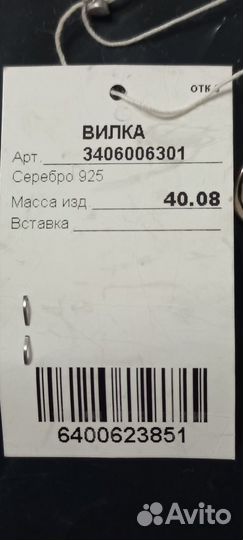 ОТК
ВИЛКА
Арт. 3406006301
Серебро 925
Масса изд 40.08
Вставка
6400623851
Avito